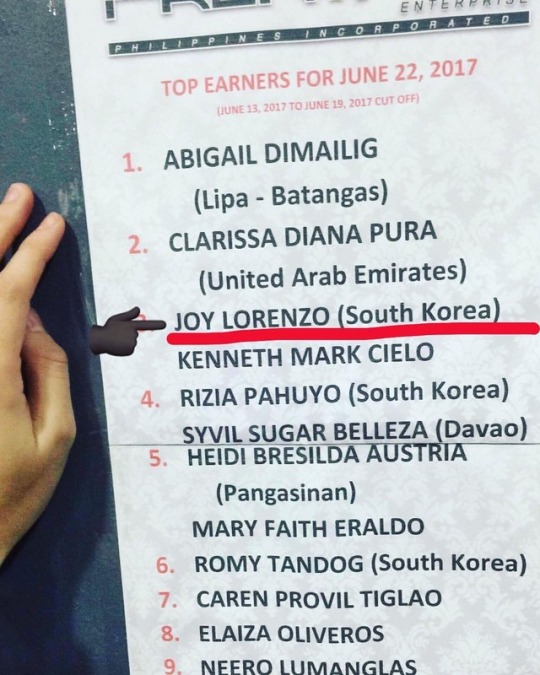 ENTERPRISE
PHILIPPINES INCORPORATED
TOP EARNERS FOR JUNE 22, 2017
(JUNE 13, 2017 TO JUNE 19, 2017 CUT OFF)
1. ABIGAIL DIMAILIG
(Lipa - Batangas)
2. CLARISSA DIANA PURA
(United Arab Emirates)
JOY LORENZO (South Korea)
KENNETH MARK CIELO
4. RIZIA PAHUYO (South Korea)
SYVIL SUGAR BELLEZA (Davao)
5. HEIDI BRESILDA AUSTRIA
(Pangasinan)
MARY FAITH ERALDO
6. ROMY TANDOG (South Korea)
7. CAREN PROVIL TIGLAO
8. ELAIZA OLIVEROS
9. NEERO LUMANGLAS